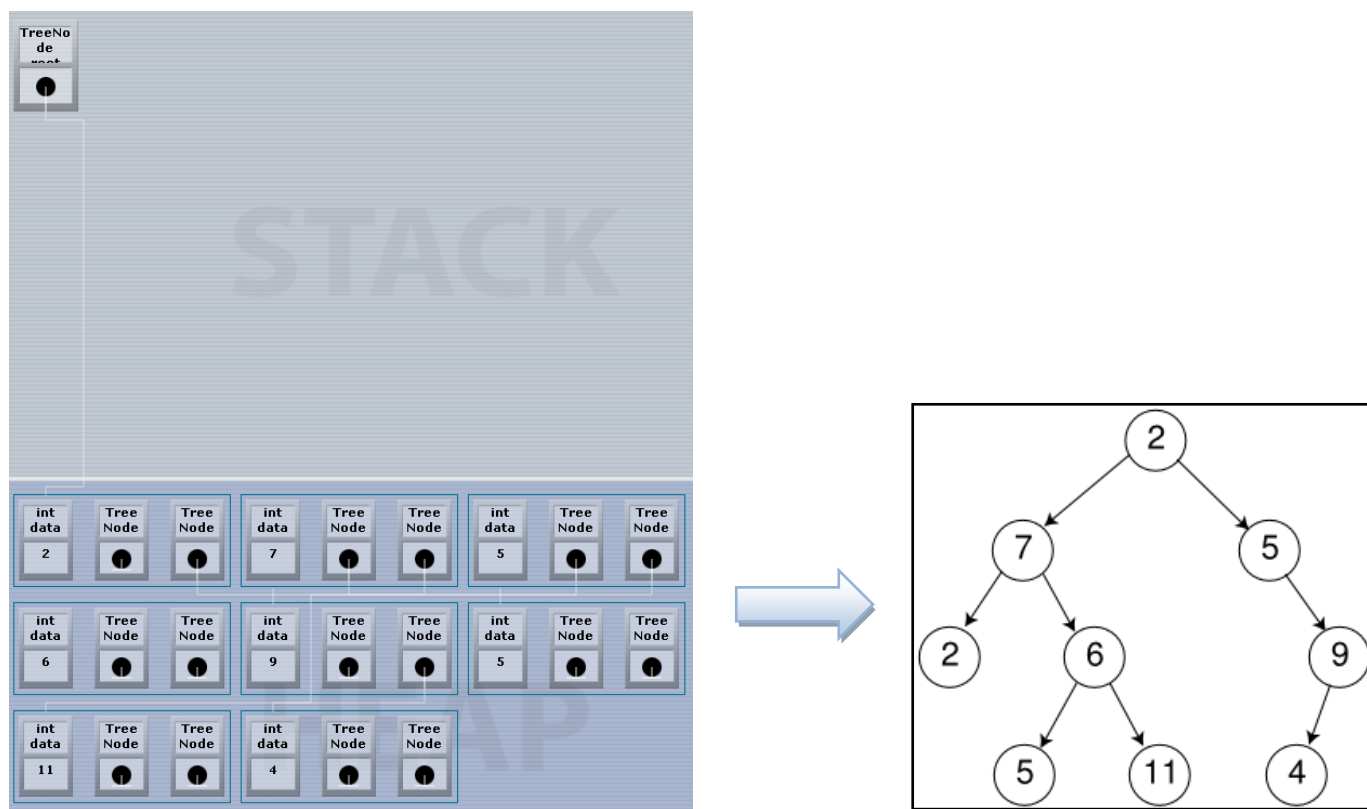 TreeNo
de
root
STACK
int data
2
Tree Node
Tree Node
int data
7
Tree Node
Tree Node
int data
5
Tree Node
Tree Node
int data
6
Tree Node
Tree Node
int data
9
Tree Node
Tree Node
int data
5
Tree Node
Tree Node
HEAP
int data
11
Tree Node
Tree Node
int data
4
Tree Node
Tree Node
2
7
5
2
6
9
5
11
4